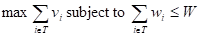 max ∑_{i∈T} v_i subject to ∑_{i∈T} w_i ≤ W